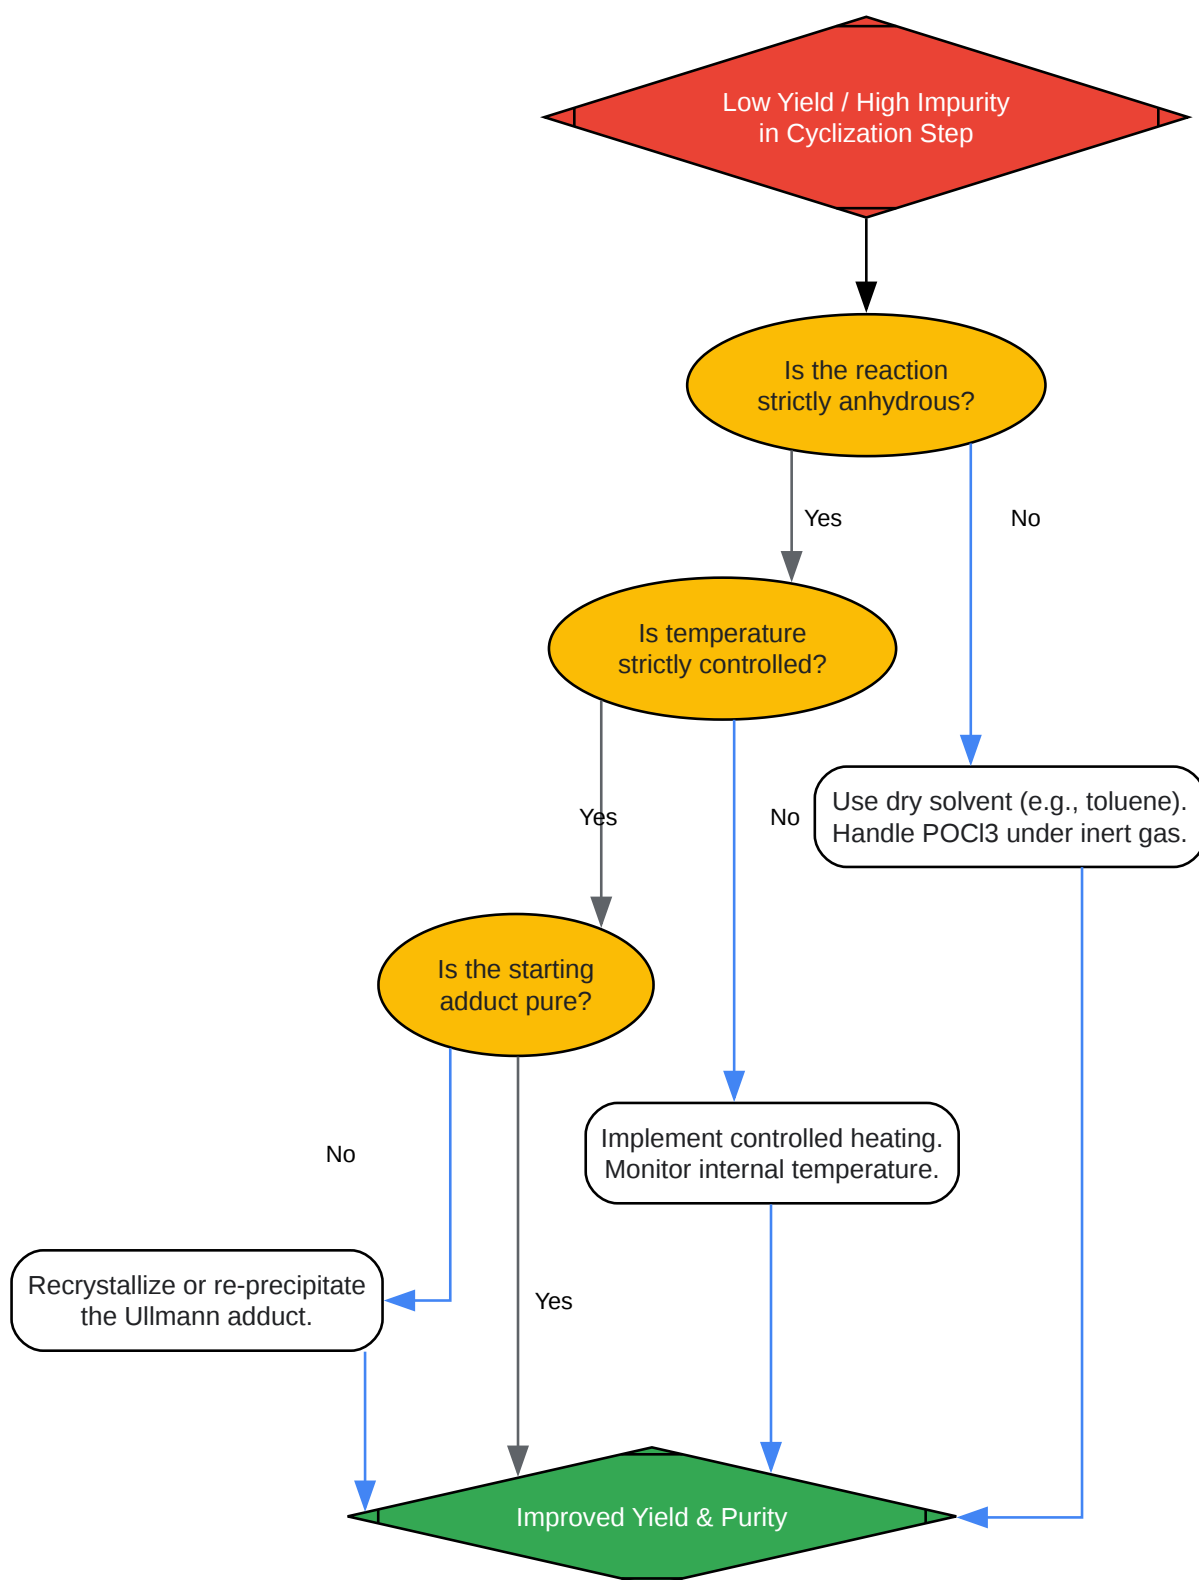 Low Yield / High Impurity
in Cyclization Step
Is the reaction
strictly anhydrous?
Yes
No
Is temperature
strictly controlled?
Use dry solvent (e.g., toluene).
Handle POCl3 under inert gas.
Yes
No
Is the starting
adduct pure?
Implement controlled heating.
Monitor internal temperature.
No
Recrystallize or re-precipitate
the Ullmann adduct.
Yes
Improved Yield & Purity